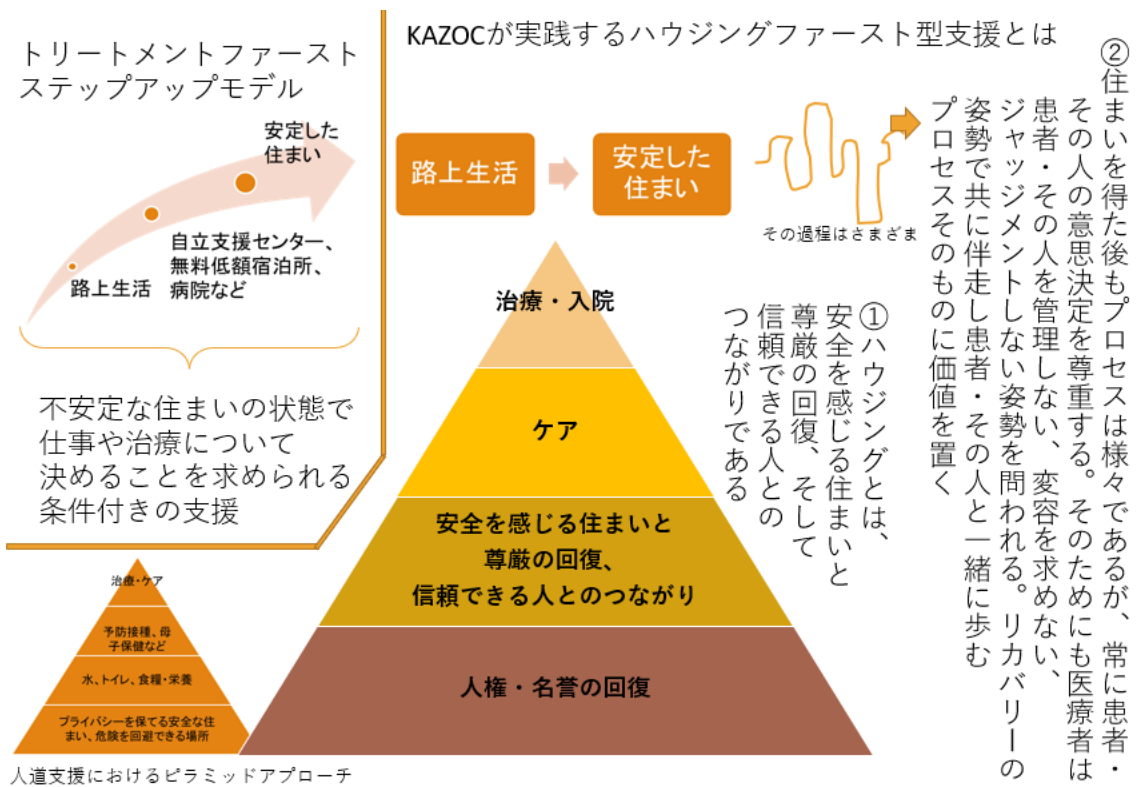 トリートメントファースト
ステップアップモデル
安定した
住まい
自立支援センター、
無料低額宿泊所、
病院など
路上生活
不安定な住まいの状態で
仕事や治療について
決めることを求められる
条件付きの支援
KAZOCが実践するハウジングファースト型支援とは
路上生活
安定した
住まい
その過程はさまざま
②住まいを得た後もプロセスは様々であるが、常に患者・
その人の意思決定を尊重する。そのためにも医療者は
患者・その人を管理しない、変容を求めない、
ジャッジメントしない姿勢を問われる。リカバリーの
姿勢で共に伴走し患者・その人と一緒に歩む
プロセスそのものに価値を置く
①ハウジングとは、
安全を感じる住まいと
尊厳の回復、そして
信頼できる人との
つながりである
治療・入院
ケア
安全を感じる住まいと
尊厳の回復、
信頼できる人とのつながり
人権・名誉の回復
治療・ケア
予防接種、母
子保健など
水、トイレ、食糧・栄養
プライバシーを保てる安全な住
まい、危険を回避できる場所
人道支援におけるピラミッドアプローチ